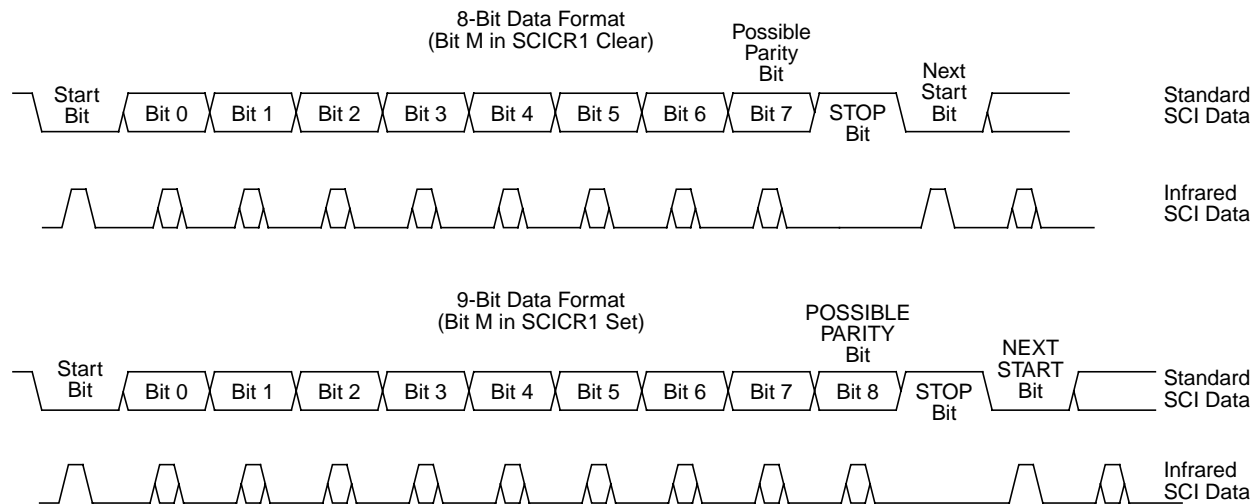 8-Bit Data Format
(Bit M in SCICR1 Clear)
Possible
Parity
Bit
Start
Bit
Bit 0
Bit 1
Bit 2
Bit 3
Bit 4
Bit 5
Bit 6
Bit 7
STOP
Bit
Next
Start
Bit
Standard
SCI Data
Infrared
SCI Data
9-Bit Data Format
(Bit M in SCICR1 Set)
POSSIBLE
PARITY
Bit
Start
Bit
Bit 0
Bit 1
Bit 2
Bit 3
Bit 4
Bit 5
Bit 6
Bit 7
Bit 8
STOP
Bit
NEXT
START
Bit
Standard
SCI Data
Infrared
SCI Data